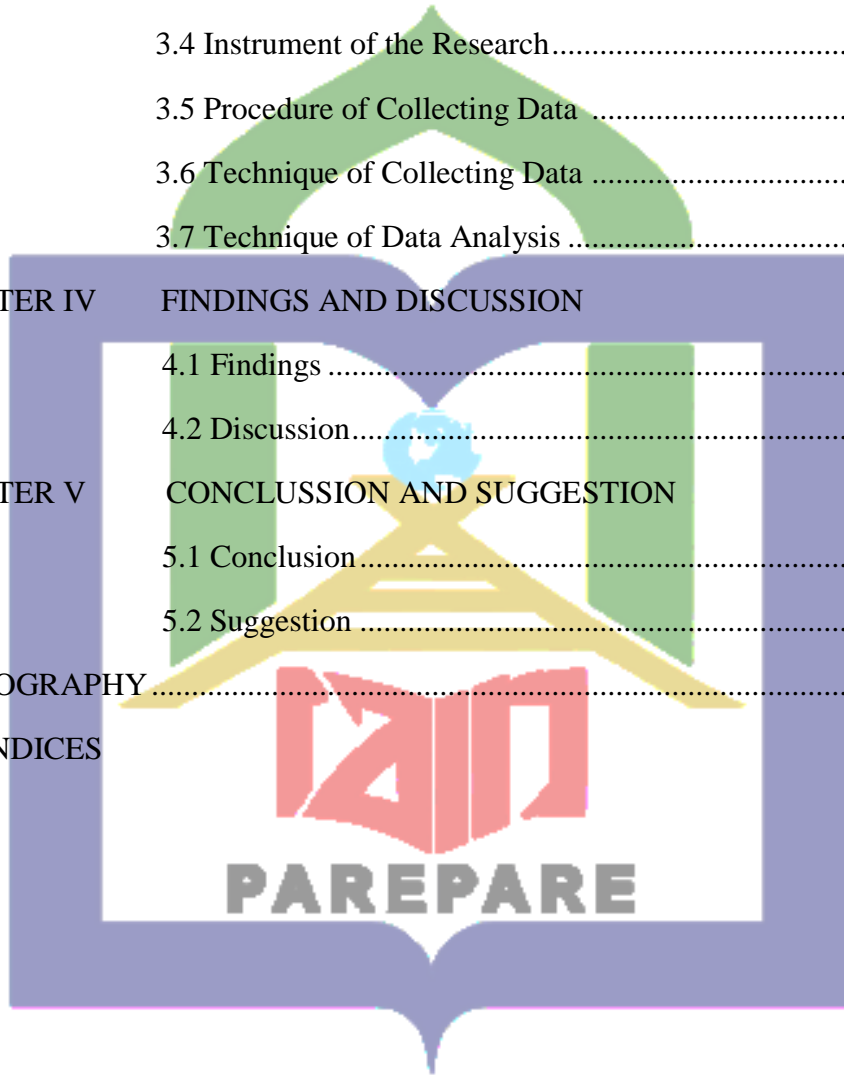 3.4 Instrument of the Research..............................
3.5 Procedure of Collecting Data ..............................
3.6 Technique of Collecting Data ..............................
3.7 Technique of Data Analysis ..............................
TER IV FINDINGS AND DISCUSSION
4.1 Findings ..............................
4.2 Discussion..............................
TER V CONCLUSSION AND SUGGESTION
5.1 Conclusion..............................
5.2 Suggestion ..............................
OGRAPHY..............................
NDICES
iain
PAREPARE